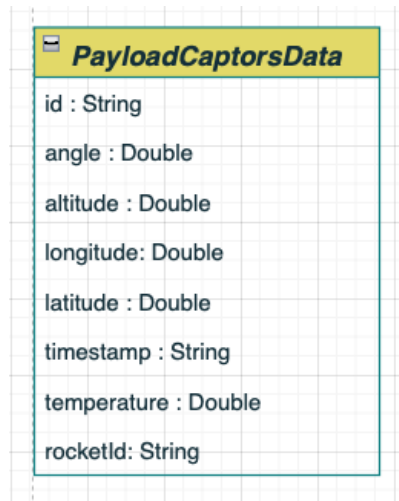 PayloadCaptorsData
id : String
angle : Double
altitude : Double
longitude: Double
latitude : Double
timestamp : String
temperature : Double
rocketId: String